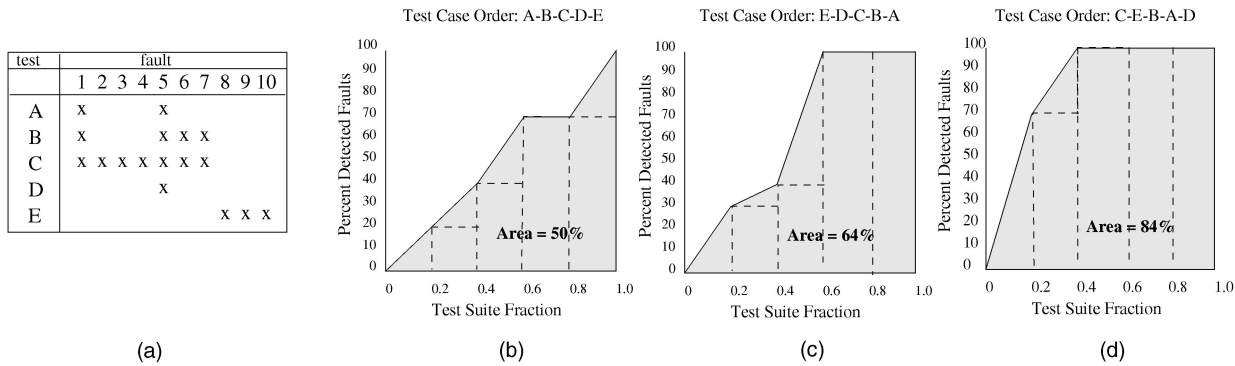 test fault
1 2 3 4 5 6 7 8 9 10
A x x
B x x x x
C x x x x x x x
D x
E x x x
(a)
Test Case Order: A-B-C-D-E
Percent Detected Faults
100
90
80
70
60
50
40
30
20
10
0
Area = 50%
0 0.2 0.4 0.6 0.8 1.0
Test Suite Fraction
(b)
Test Case Order: E-D-C-B-A
Percent Detected Faults
100
90
80
70
60
50
40
30
20
10
0
Area = 64%
0 0.2 0.4 0.6 0.8 1.0
Test Suite Fraction
(c)
Test Case Order: C-E-B-A-D
Percent Detected Faults
100
90
80
70
60
50
40
30
20
10
0
Area = 84%
0 0.2 0.4 0.6 0.8 1.0
Test Suite Fraction
(d)